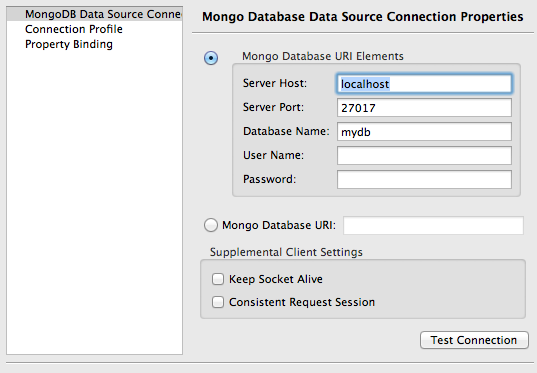 MongoDB Data Source Conne
Connection Profile
Property Binding
Mongo Database Data Source Connection Properties
Mongo Database URI Elements
Server Host: localhost
Server Port: 27017
Database Name: mydb
User Name:
Password:
Mongo Database URI:
Supplemental Client Settings
Keep Socket Alive
Consistent Request Session
Test Connection